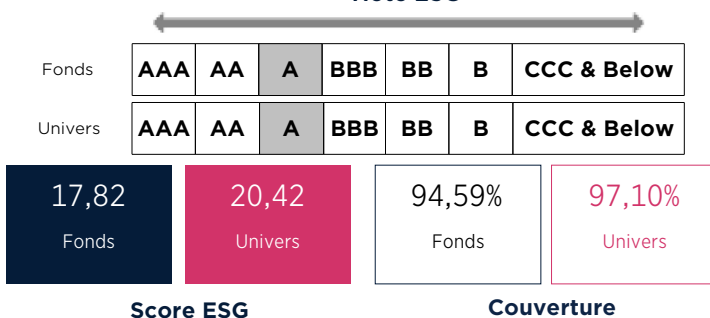 Fonds AAA AA A BBB BB B CCC & Below
Univers AAA AA A BBB BB B CCC & Below
17,82 20,42 94,59% 97,10%
Fonds Univers Fonds Univers
Score ESG Couverture